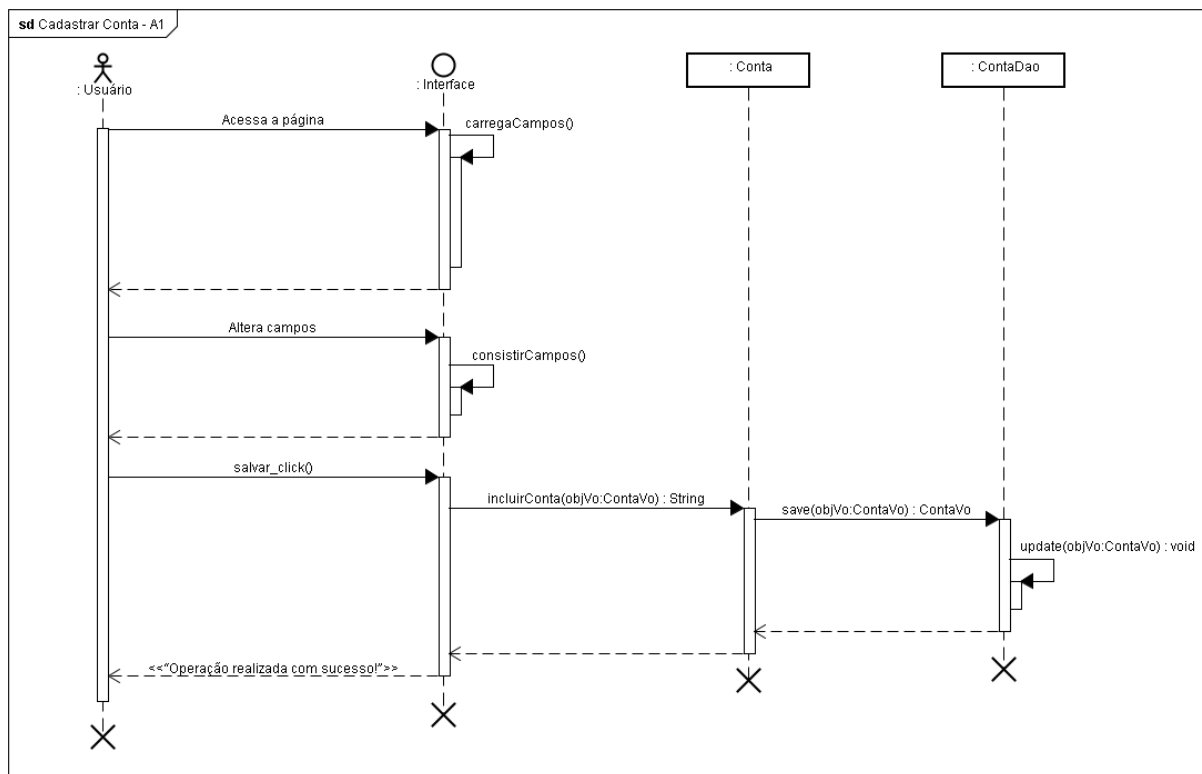 sd Cadastrar Conta - A1
: Usuário
: Interface
: Conta
: ContaDao
Acessa a página
carregaCampos()
Altera campos
consistirCampos()
salvar_click()
incluirConta(objVo:ContaVo) : String
save(objVo:ContaVo) : ContaVo
update(objVo:ContaVo) : void
<<"Operação realizada com sucesso!">>